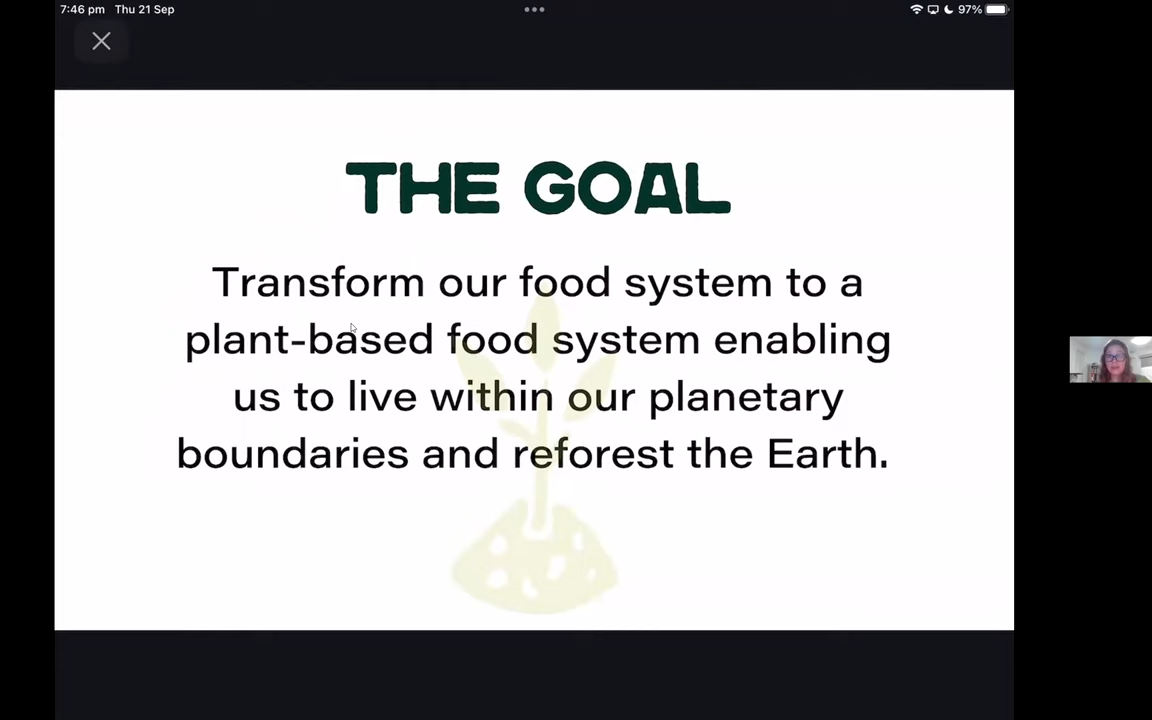 7:46 pm Thu 21 Sep
97%
THE GOAL
Transform our food system to a
plant-based food system enabling
us to live within our planetary
boundaries and reforest the Earth.